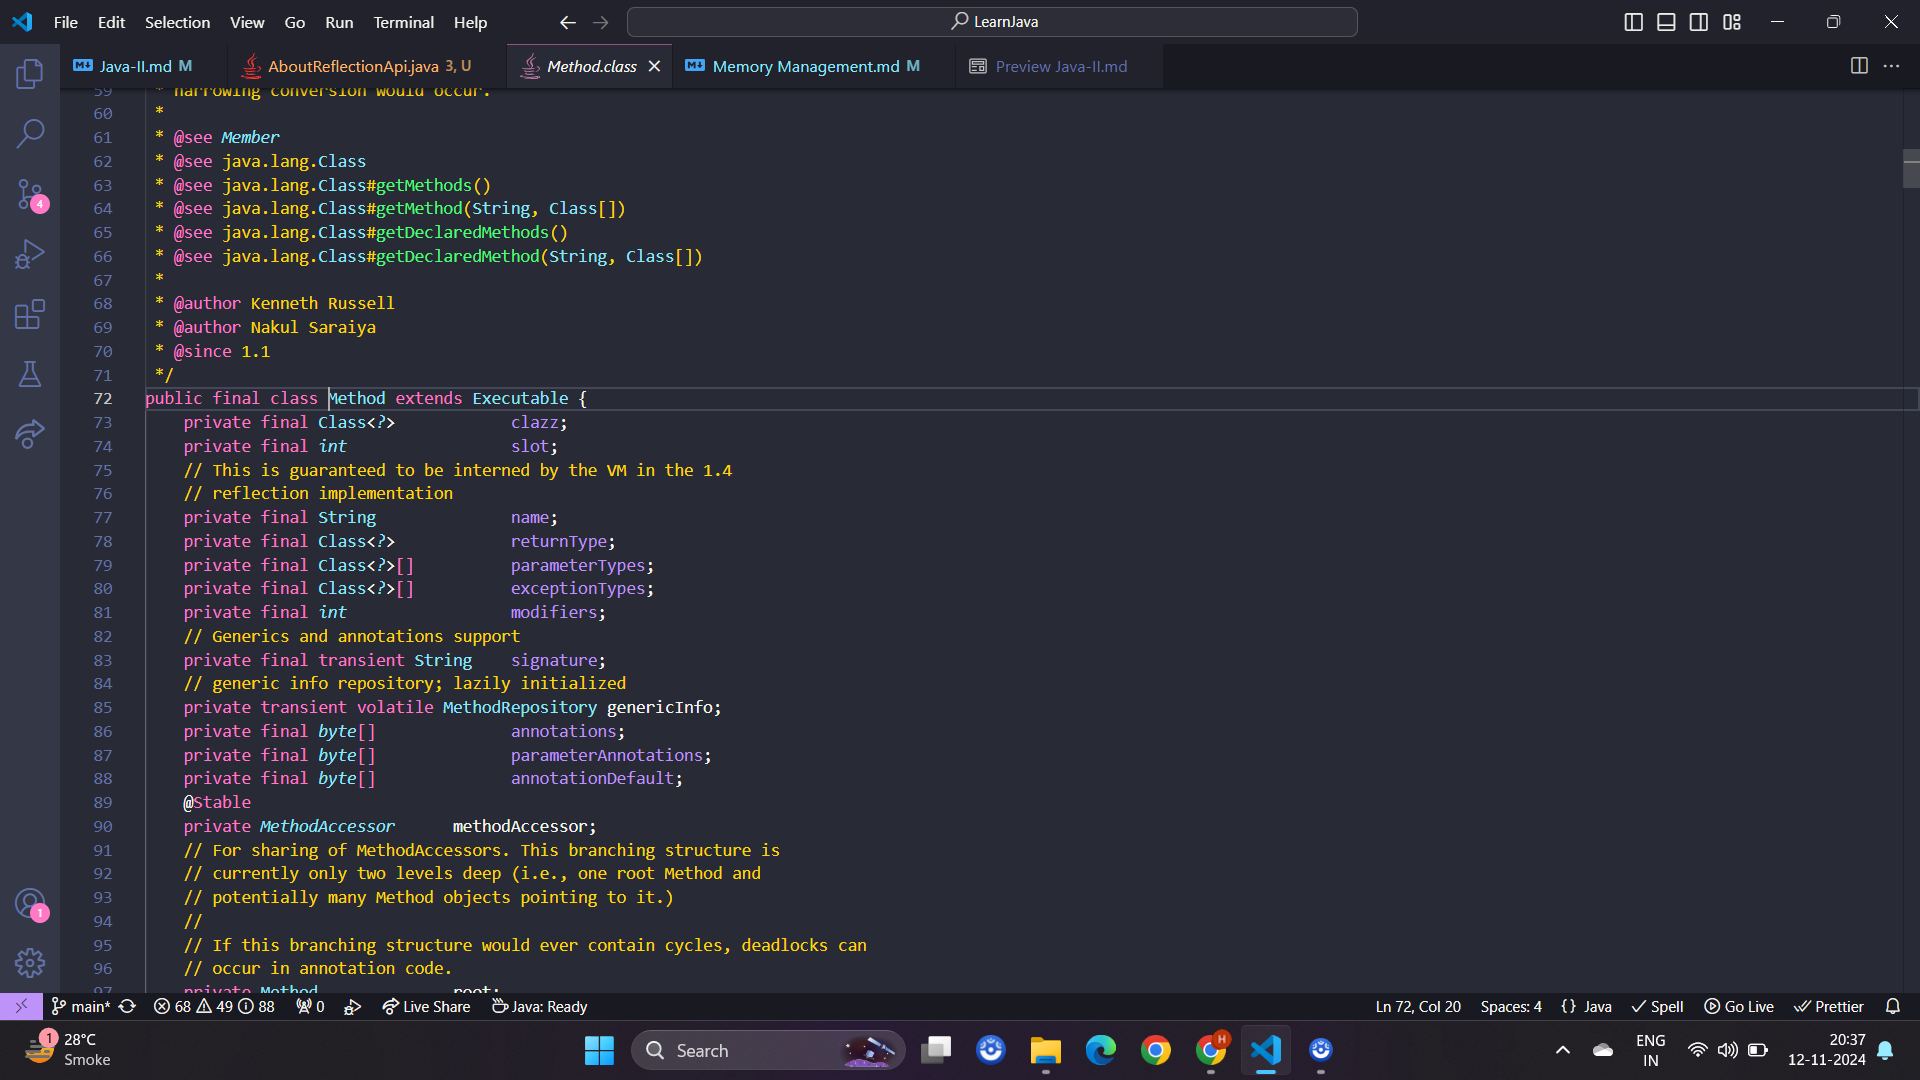 File Edit Selection View Go Run Terminal Help LearnJava
Java-II.md M AboutReflectionApi.java 3, U Method.class Memory Management.md M Preview Java-II.md
59 * narrowing conversion would occur.
60 *
61 * @see Member
62 * @see java.lang.Class
63 * @see java.lang.Class#getMethods()
64 * @see java.lang.Class#getMethod(String, Class[])
65 * @see java.lang.Class#getDeclaredMethods()
66 * @see java.lang.Class#getDeclaredMethod(String, Class[])
67 *
68 * @author Kenneth Russell
69 * @author Nakul Saraiya
70 * @since 1.1
71 */
72 public final class Method extends Executable {
73 private final Class<?> clazz;
74 private final int slot;
75 // This is guaranteed to be interned by the VM in the 1.4
76 // reflection implementation
77 private final String name;
78 private final Class<?> returnType;
79 private final Class<?>[] parameterTypes;
80 private final Class<?>[] exceptionTypes;
81 private final int modifiers;
82 // Generics and annotations support
83 private final transient String signature;
84 // generic info repository; lazily initialized
85 private transient volatile MethodRepository genericInfo;
86 private final byte[] annotations;
87 private final byte[] parameterAnnotations;
88 private final byte[] annotationDefault;
89 @Stable
90 private MethodAccessor methodAccessor;
91 // For sharing of MethodAccessors. This branching structure is
92 // currently only two levels deep (i.e., one root Method and
93 // potentially many Method objects pointing to it.)
94 //
95 // If this branching structure would ever contain cycles, deadlocks can
96 // occur in annotation code.
97 private Method root;
4
1
main* 68 49 88 0 Live Share Java: Ready Ln 72, Col 20 Spaces: 4 {} Java Spell Go Live Prettier
1 28°C Smoke Search H ENG IN 20:37 12-11-2024